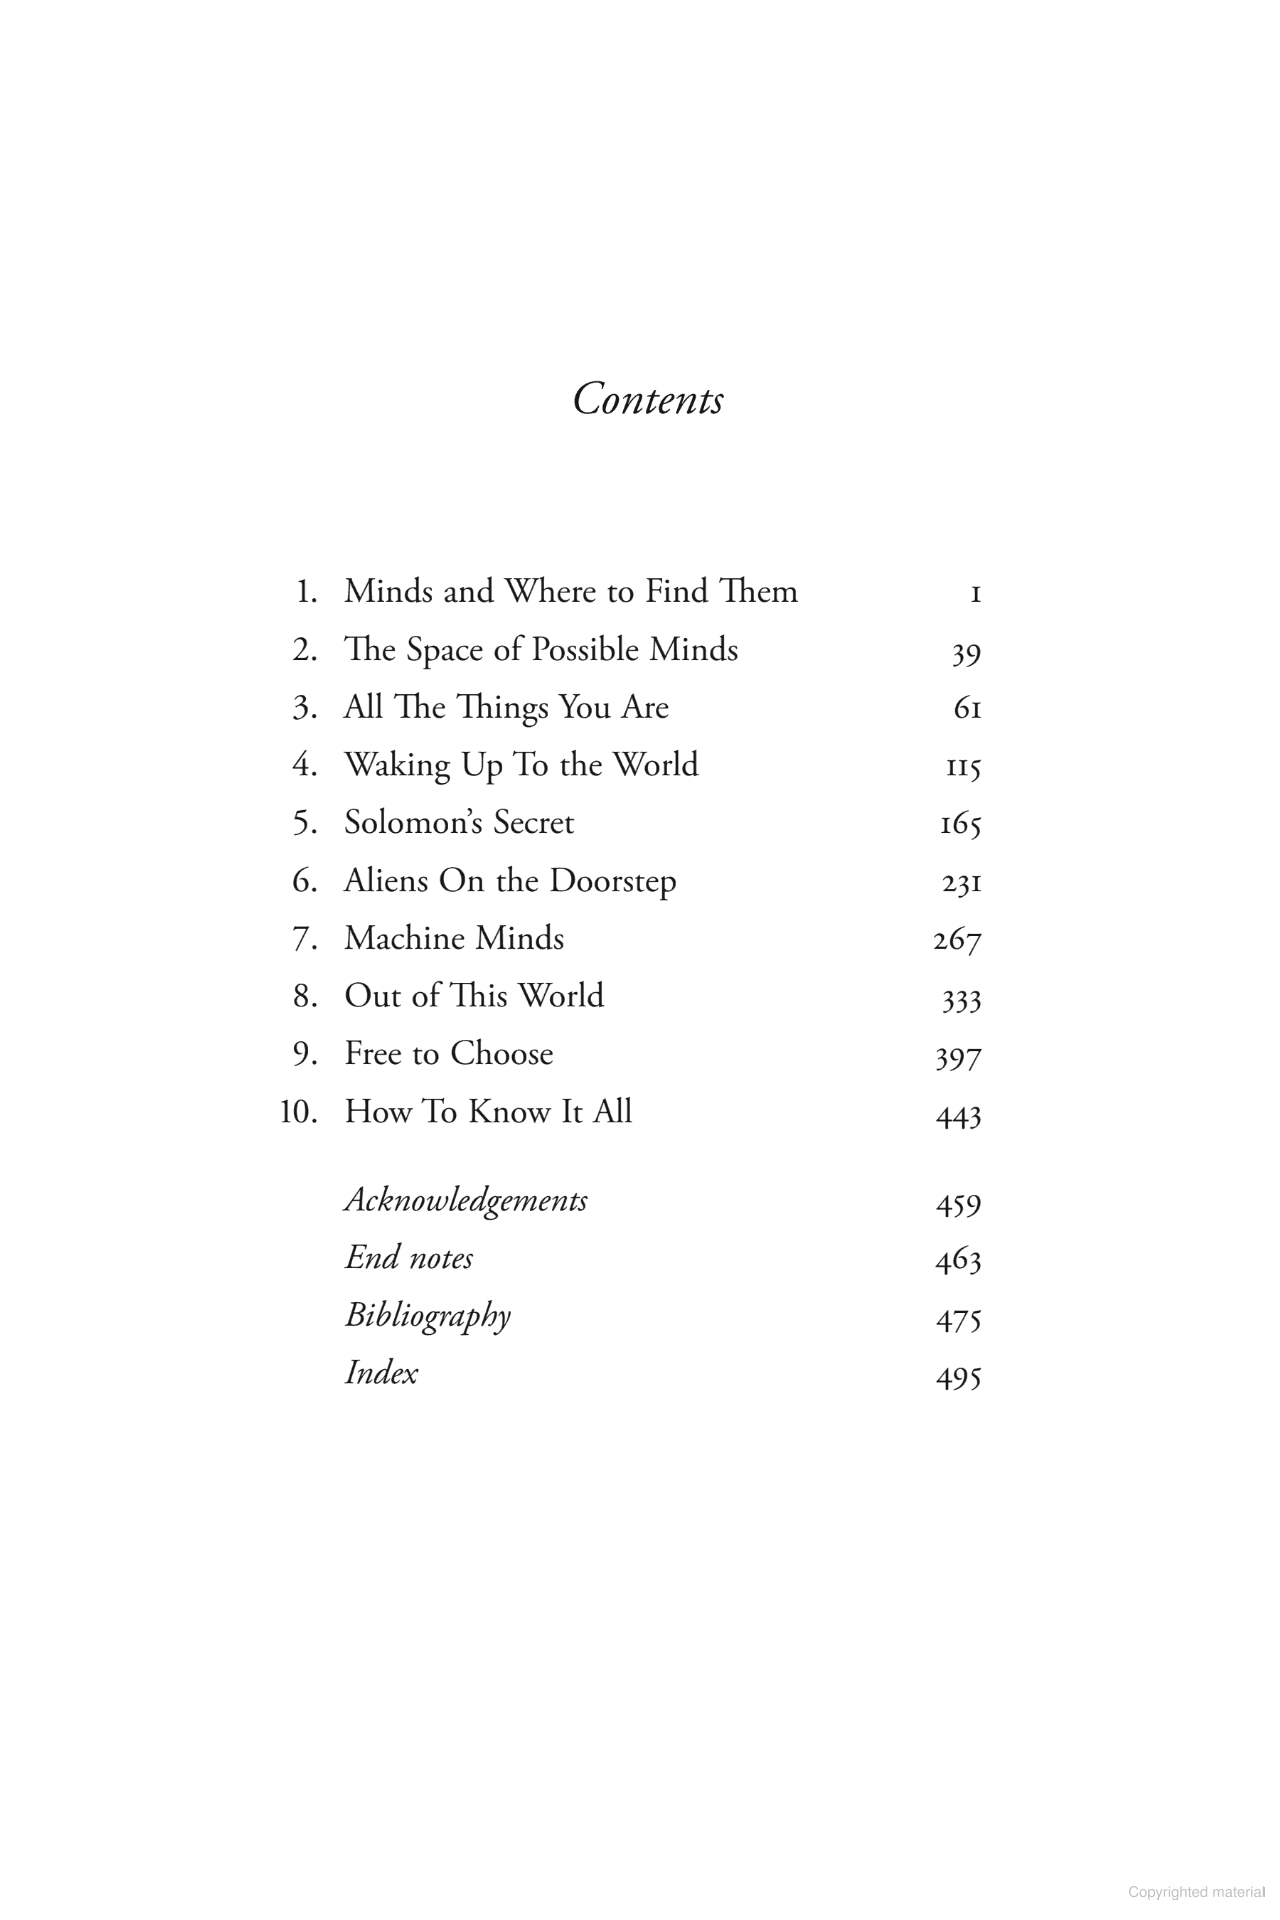 Contents
1. Minds and Where to Find Them 1
2. The Space of Possible Minds 39
3. All The Things You Are 61
4. Waking Up To the World 115
5. Solomon’s Secret 165
6. Aliens On the Doorstep 231
7. Machine Minds 267
8. Out of This World 333
9. Free to Choose 397
10. How To Know It All 443
Acknowledgements 459
End notes 463
Bibliography 475
Index 495
Copyrighted material